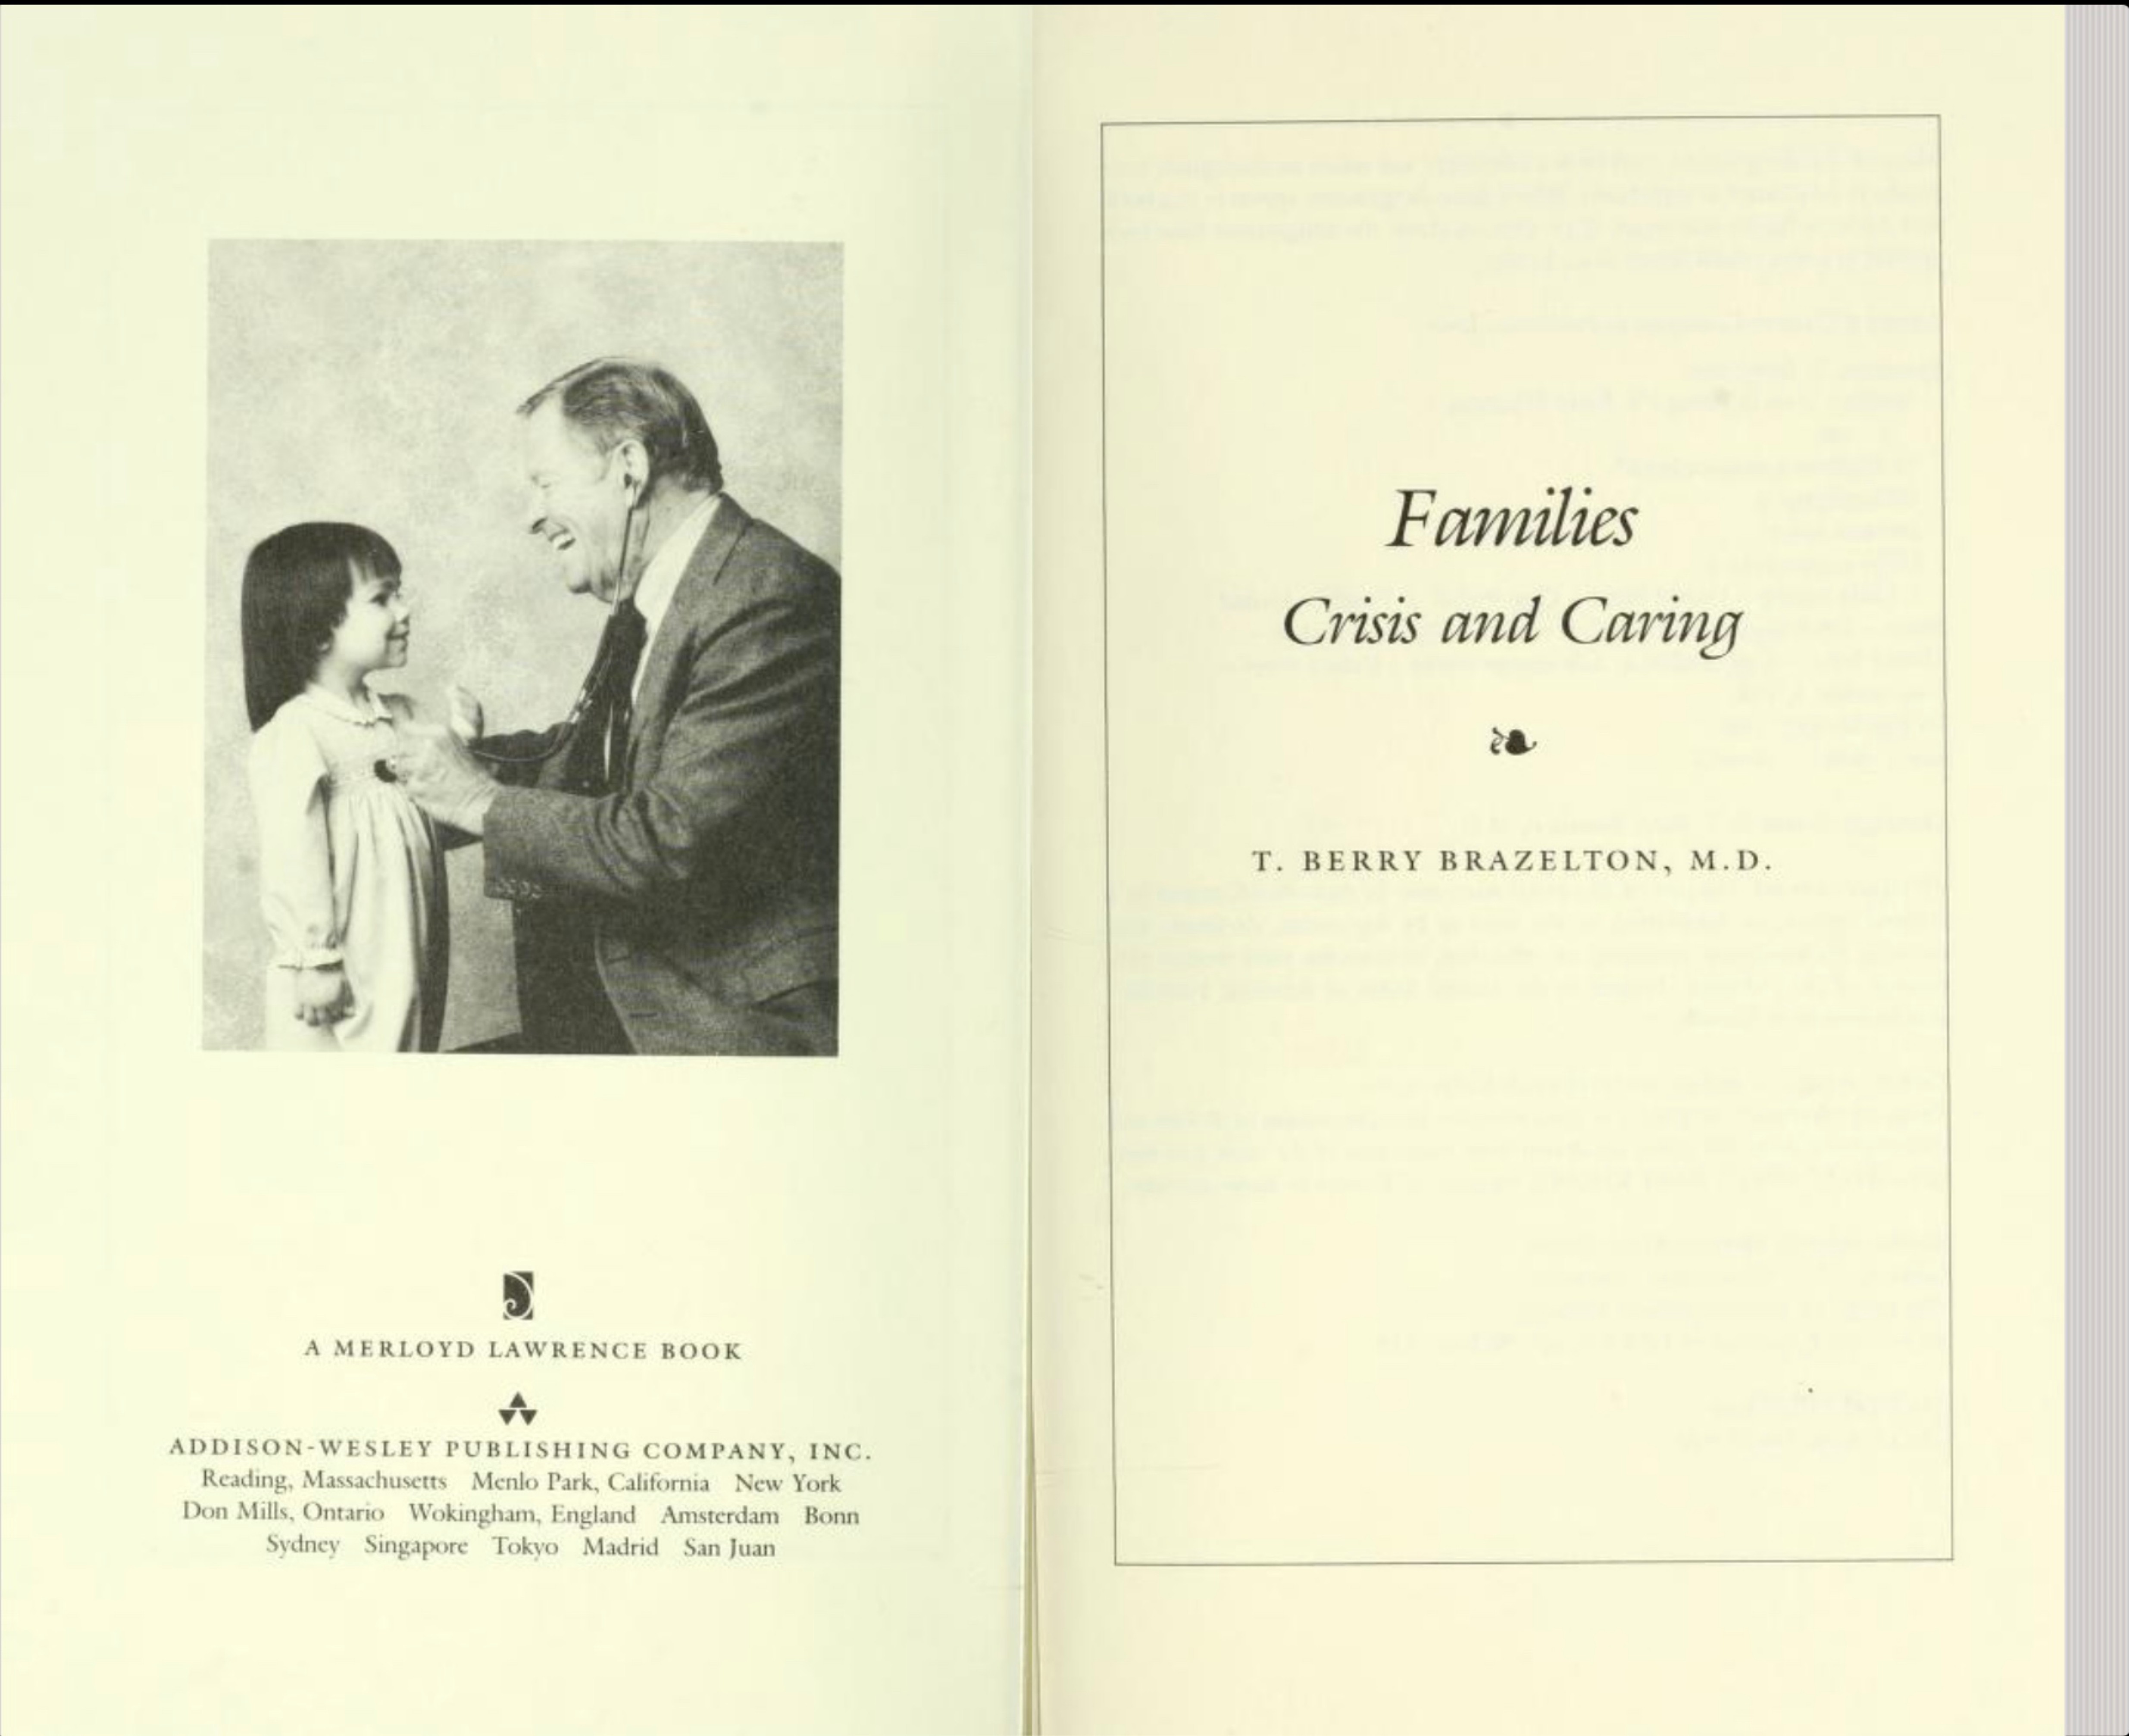 A MERLOYD LAWRENCE BOOK
ADDISON-WESLEY PUBLISHING COMPANY, INC.
Reading, Massachusetts Menlo Park, California New York
Don Mills, Ontario Wokingham, England Amsterdam Bonn
Sydney Singapore Tokyo Madrid San Juan
Families
Crisis and Caring
T. BERRY BRAZELTON, M.D.